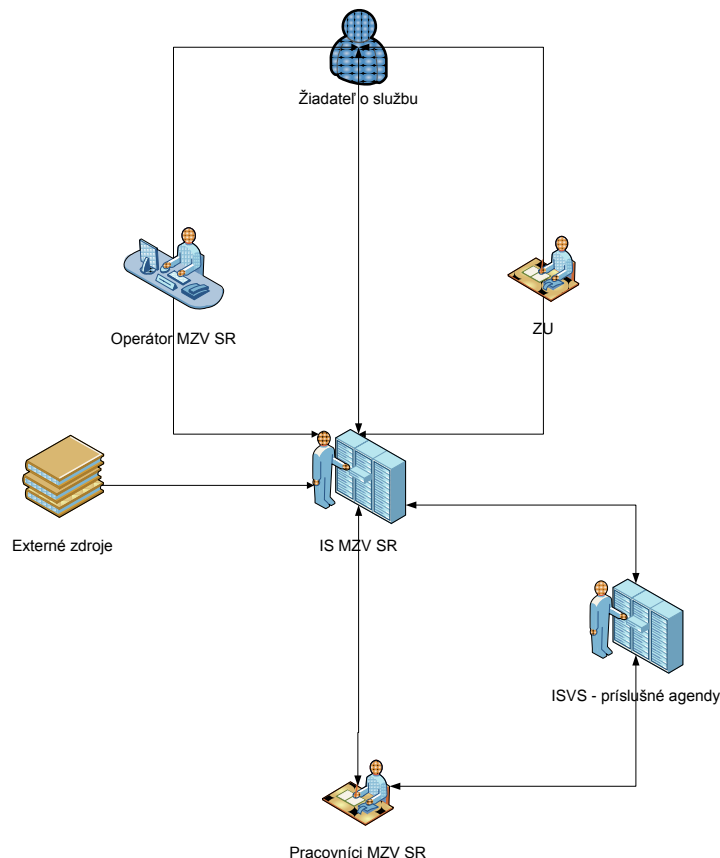 Žiadateľ o službu
Operátor MZV SR
ZU
Externé zdroje
IS MZV SR
ISVS - príslušné agendy
Pracovníci MZV SR